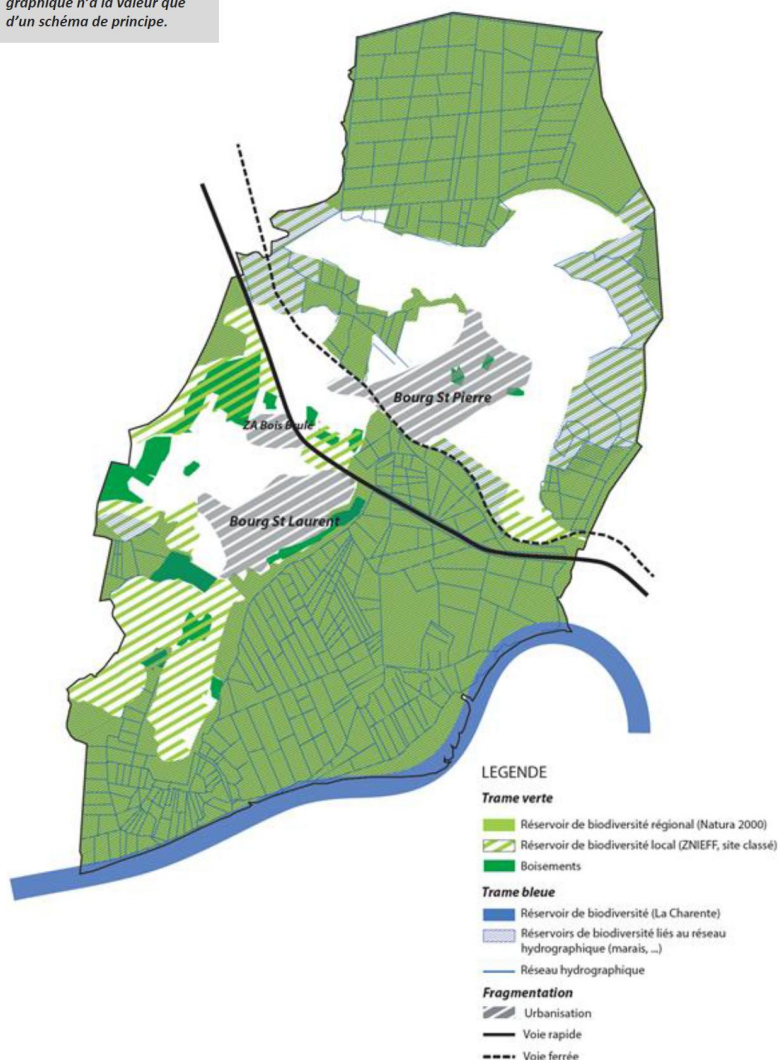 graphique n'a la valeur que
d'un schéma de principe.
Bourg St Pierre
ZA Bois Brulé
Bourg St Laurent
LEGENDE
Trame verte
Réservoir de biodiversité régional (Natura 2000)
Réservoir de biodiversité local (ZNIEFF, site classé)
Boisements
Trame bleue
Réservoir de biodiversité (La Charente)
Réservoirs de biodiversité liés au réseau
hydrographique (marais, ...)
Réseau hydrographique
Fragmentation
Urbanisation
Voie rapide
Voie ferrée